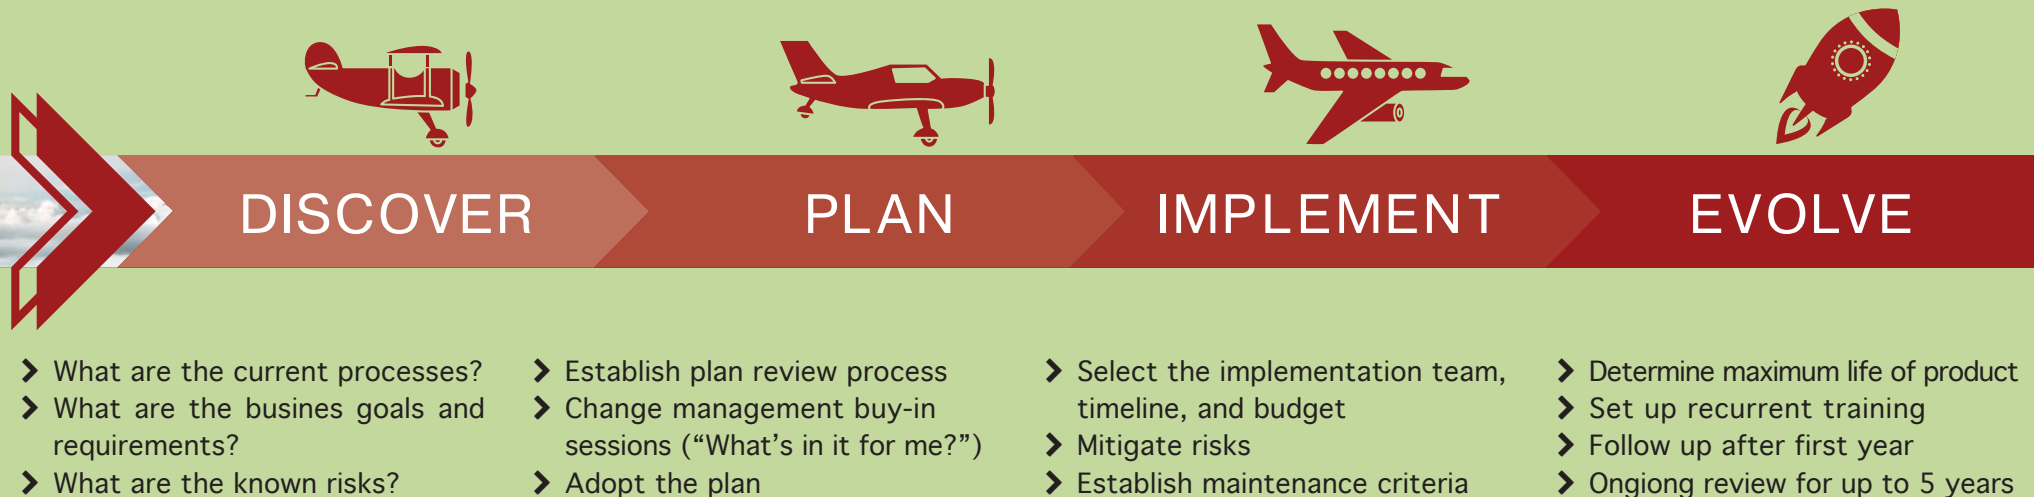 DISCOVER
PLAN
IMPLEMENT
EVOLVE
What are the current processes?
What are the busines goals and
requirements?
What are the known risks?
Establish plan review process
Change management buy-in
sessions (“What’s in it for me?”)
Adopt the plan
Select the implementation team,
timeline, and budget
Mitigate risks
Establish maintenance criteria
Determine maximum life of product
Set up recurrent training
Follow up after first year
Ongiong review for up to 5 years